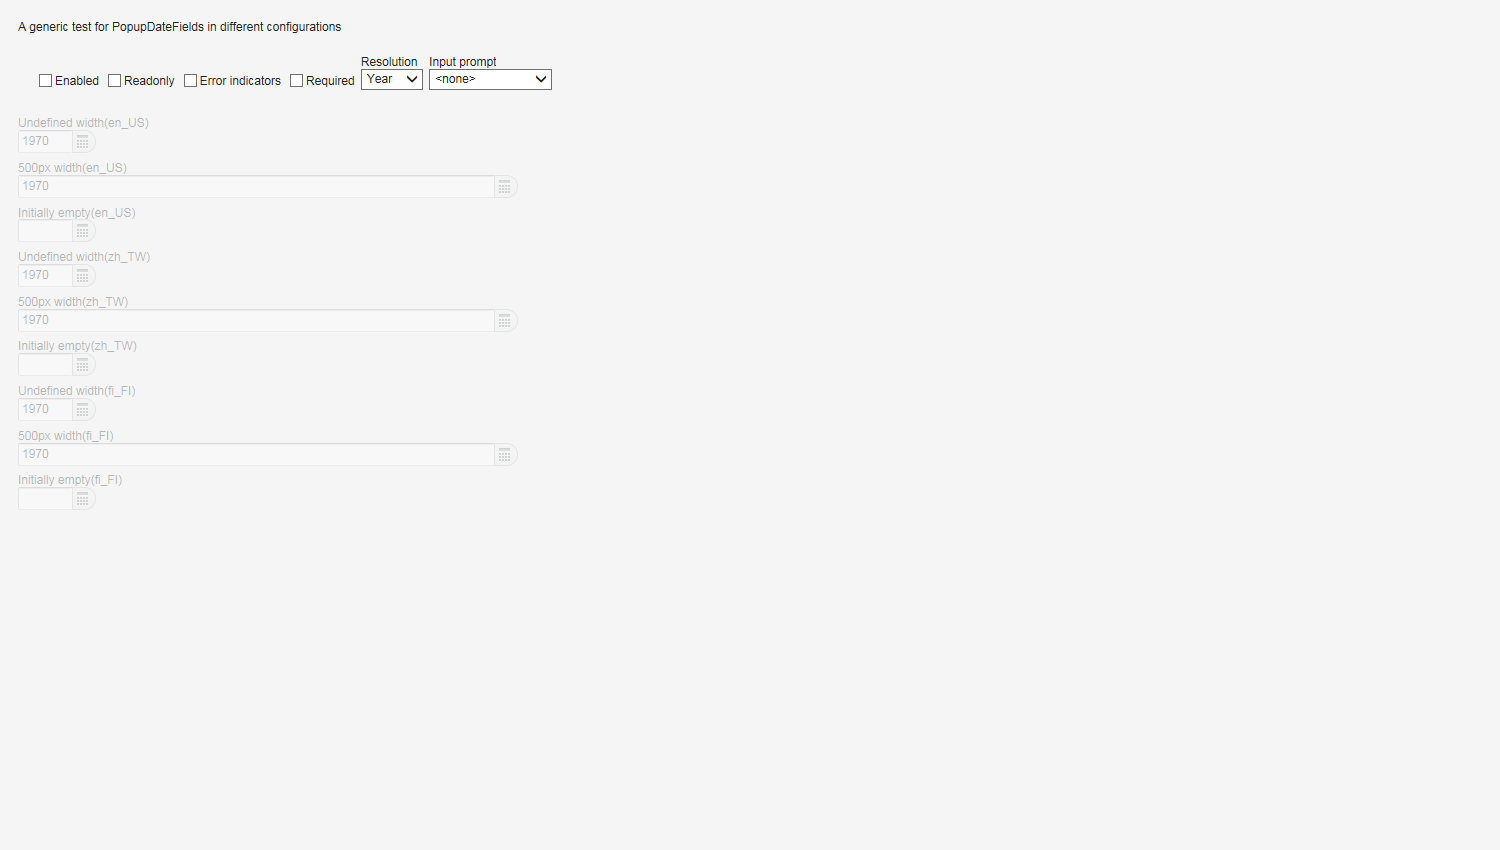 A generic test for PopupDateFields in different configurations
Resolution Input prompt
Enabled Readonly Error indicators Required Year <none>
Undefined width(en_US)
1970
500px width(en_US)
1970
Initially empty(en_US)
Undefined width(zh_TW)
1970
500px width(zh_TW)
1970
Initially empty(zh_TW)
Undefined width(fi_FI)
1970
500px width(fi_FI)
1970
Initially empty(fi_FI)